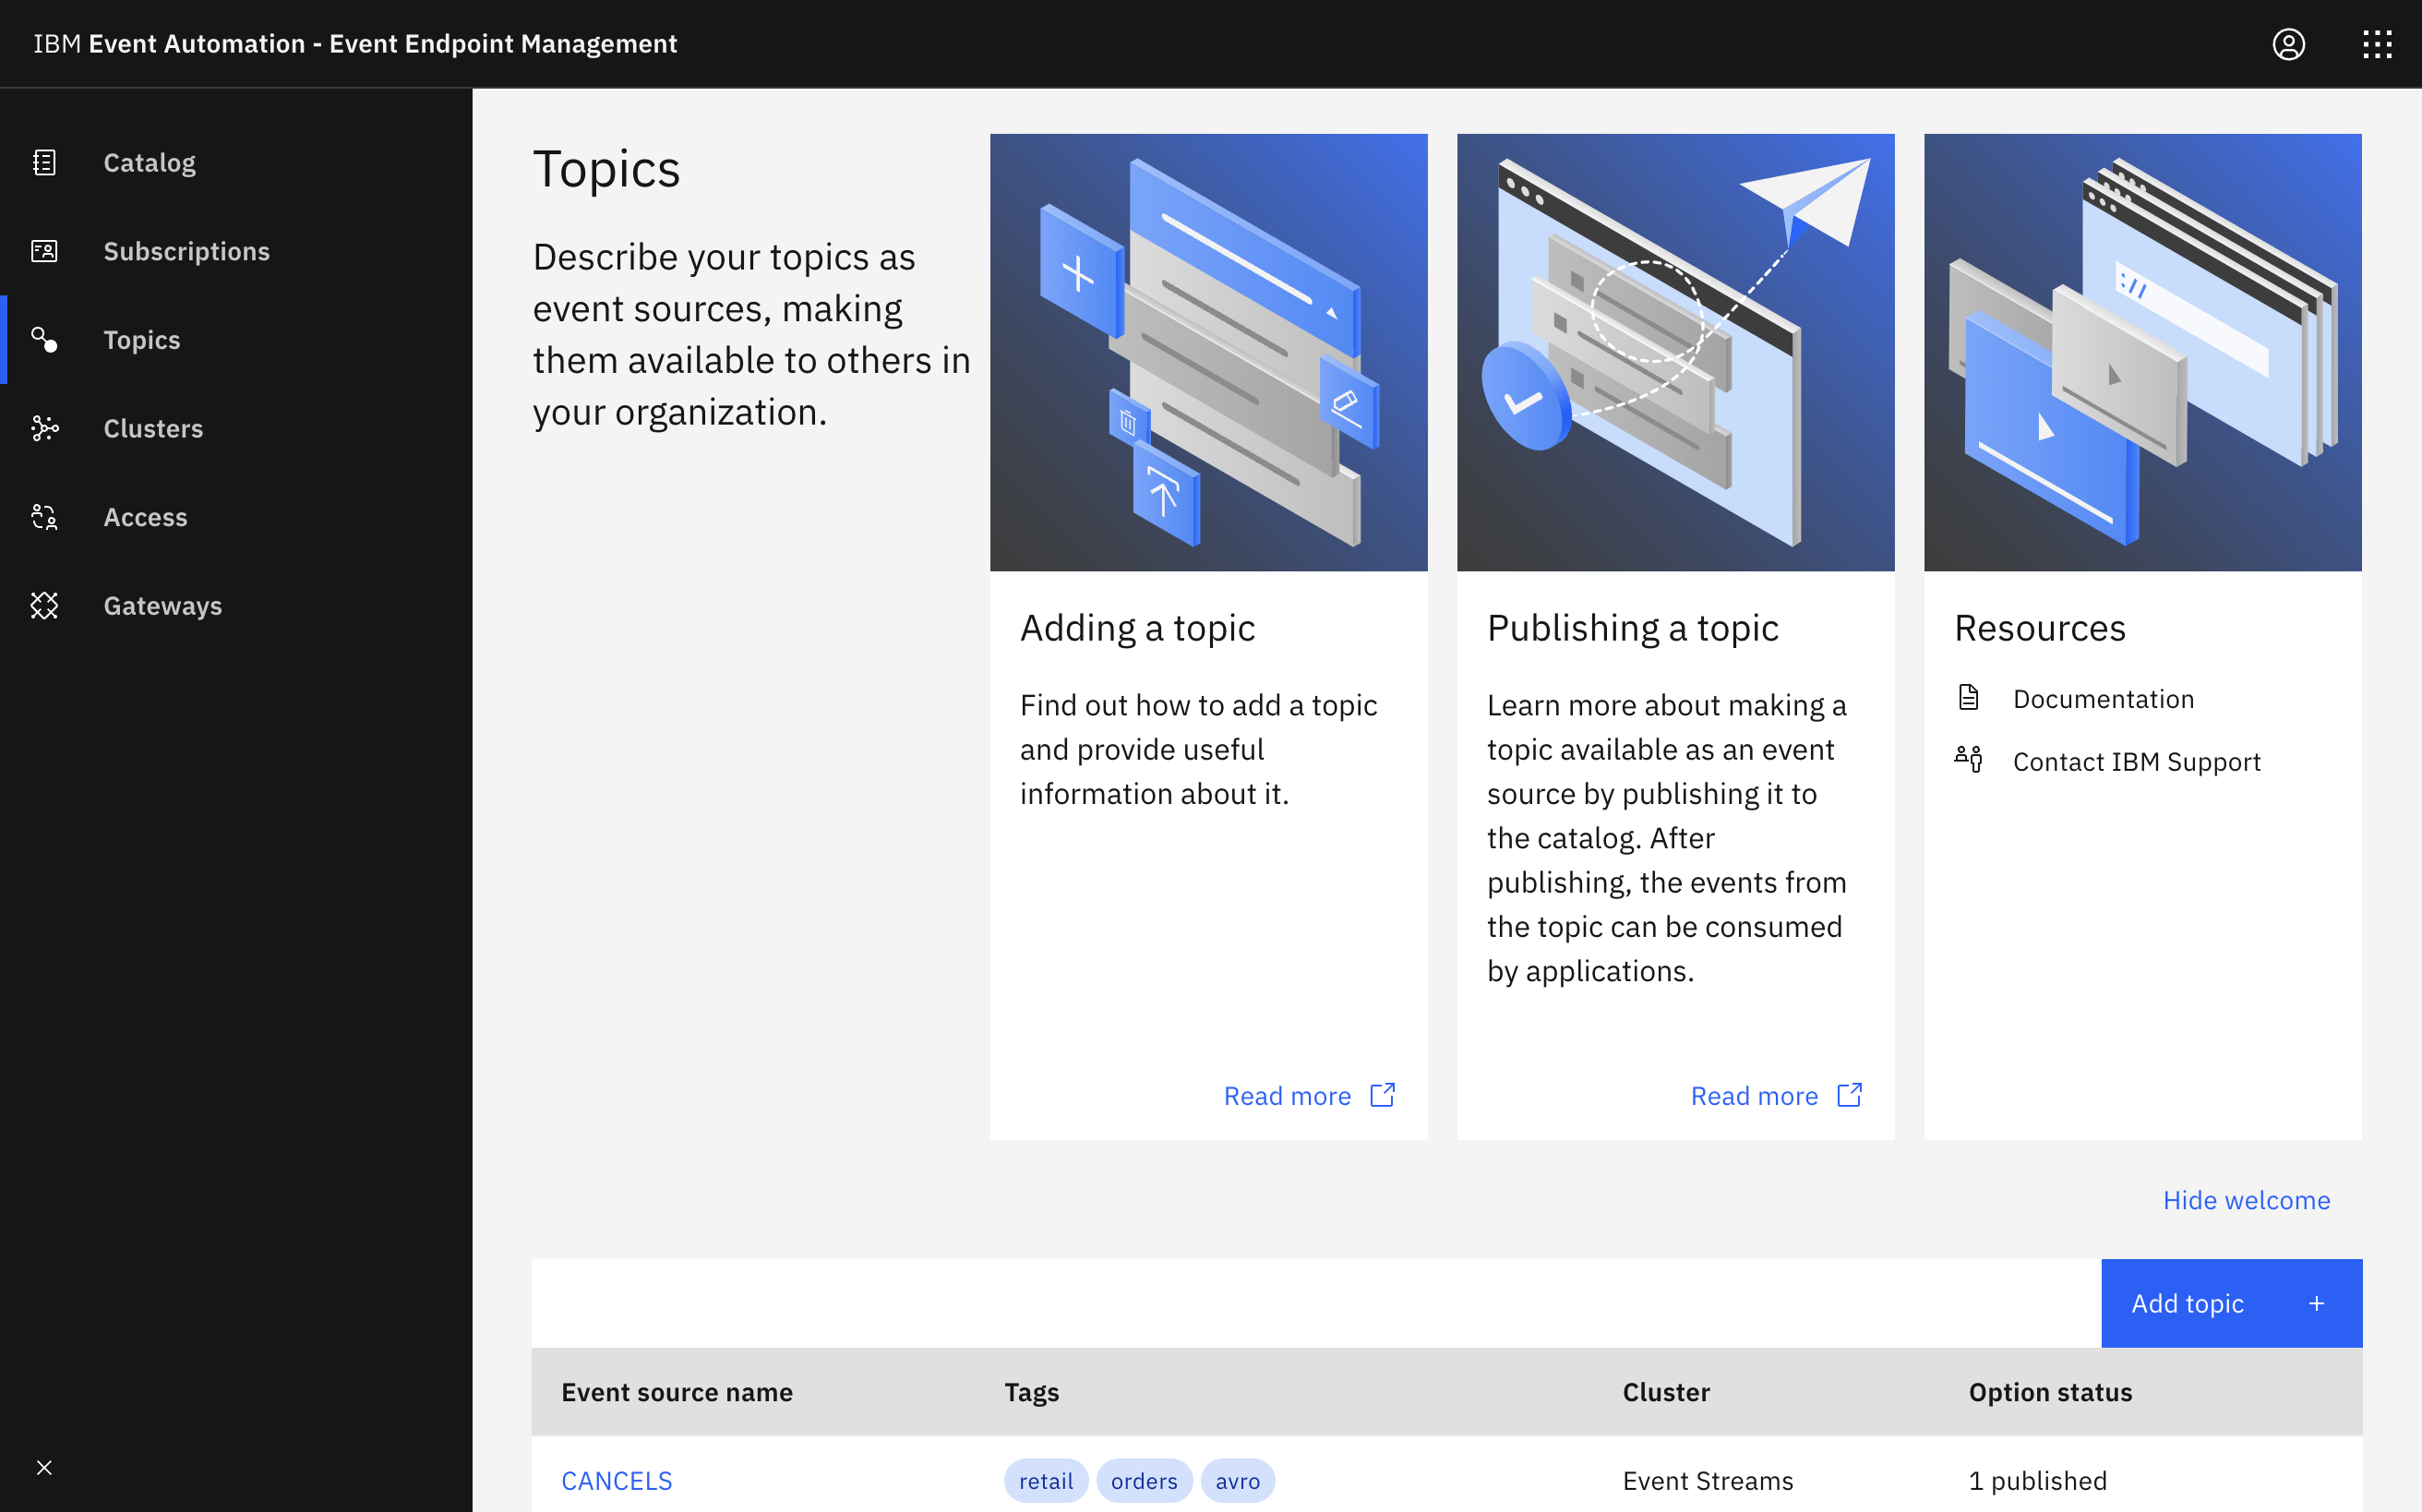 IBM Event Automation - Event Endpoint Management
Catalog
Subscriptions
Topics
Clusters
Access
Gateways
Topics
Describe your topics as
event sources, making
them available to others in
your organization.
Adding a topic
Find out how to add a topic
and provide useful
information about it.
Read more
Publishing a topic
Learn more about making a
topic available as an event
source by publishing it to
the catalog. After
publishing, the events from
the topic can be consumed
by applications.
Read more
://
Resources
Documentation
Contact IBM Support
Hide welcome
Add topic +
Event source name Tags Cluster Option status
CANCELS retail orders avro Event Streams 1 published